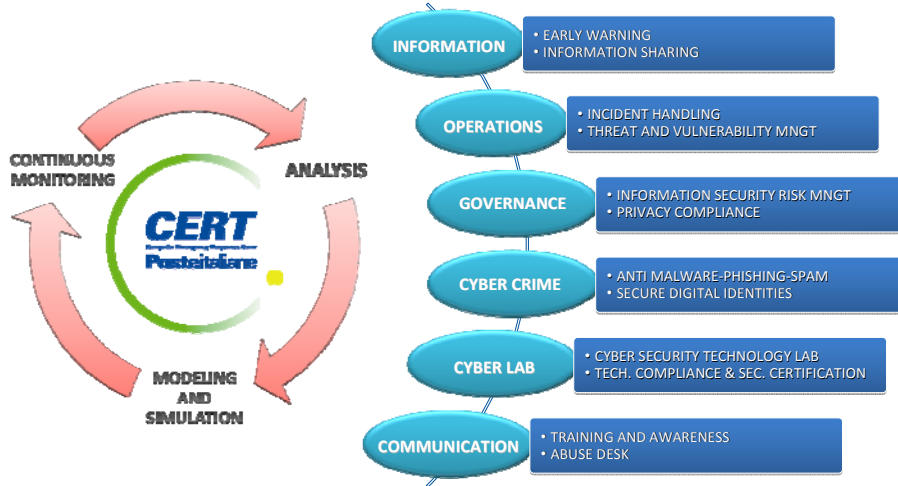 CONTINUOUS
MONITORING
ANALYSIS
MODELING
AND
SIMULATION
CERT
Posteitaliane
INFORMATION
• EARLY WARNING
• INFORMATION SHARING
OPERATIONS
• INCIDENT HANDLING
• THREAT AND VULNERABILITY MNGT
GOVERNANCE
• INFORMATION SECURITY RISK MNGT
• PRIVACY COMPLIANCE
CYBER CRIME
• ANTI MALWARE-PHISHING-SPAM
• SECURE DIGITAL IDENTITIES
CYBER LAB
• CYBER SECURITY TECHNOLOGY LAB
• TECH. COMPLIANCE & SEC. CERTIFICATION
COMMUNICATION
• TRAINING AND AWARENESS
• ABUSE DESK